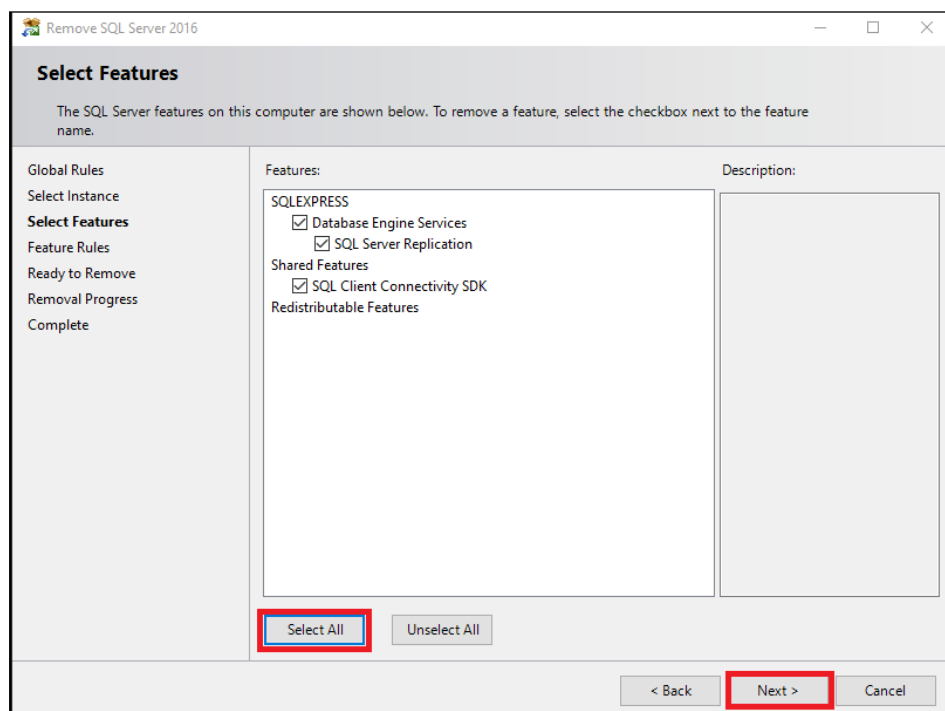 Remove SQL Server 2016
Select Features
The SQL Server features on this computer are shown below. To remove a feature, select the checkbox next to the feature
name.
Global Rules
Select Instance
Select Features
Feature Rules
Ready to Remove
Removal Progress
Complete
Features:
SQLEXPRESS
Database Engine Services
SQL Server Replication
Shared Features
SQL Client Connectivity SDK
Redistributable Features
Description:
Select All
Unselect All
< Back
Next >
Cancel